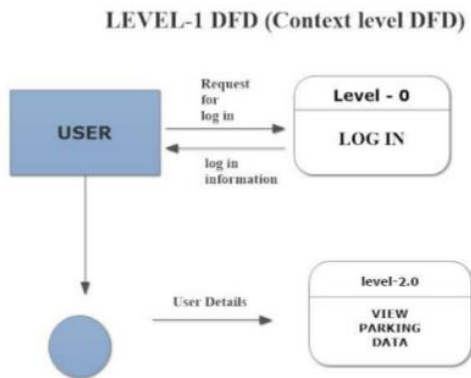 LEVEL-1 DFD (Context level DFD)
Request
for
log in
Level - 0
USER
LOG IN
log in
information
User Details
level-2.0
VIEW
PARKING
DATA